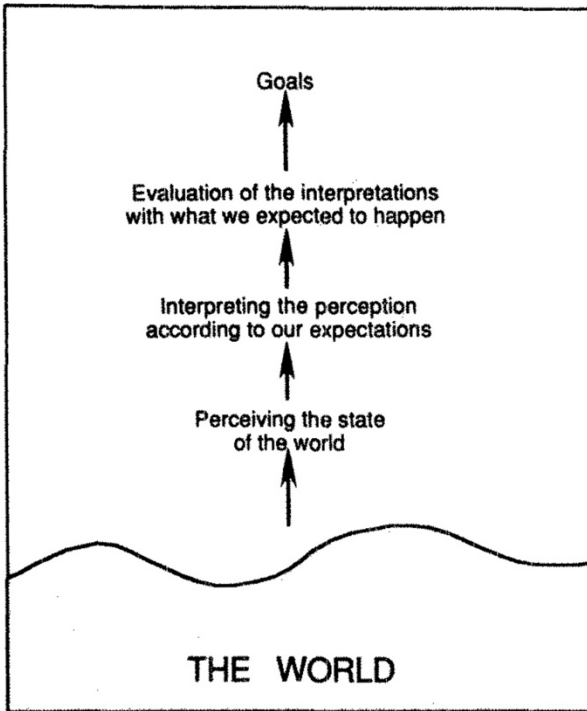 Goals
Evaluation of the interpretations
with what we expected to happen
Interpreting the perception
according to our expectations
Perceiving the state
of the world
THE WORLD